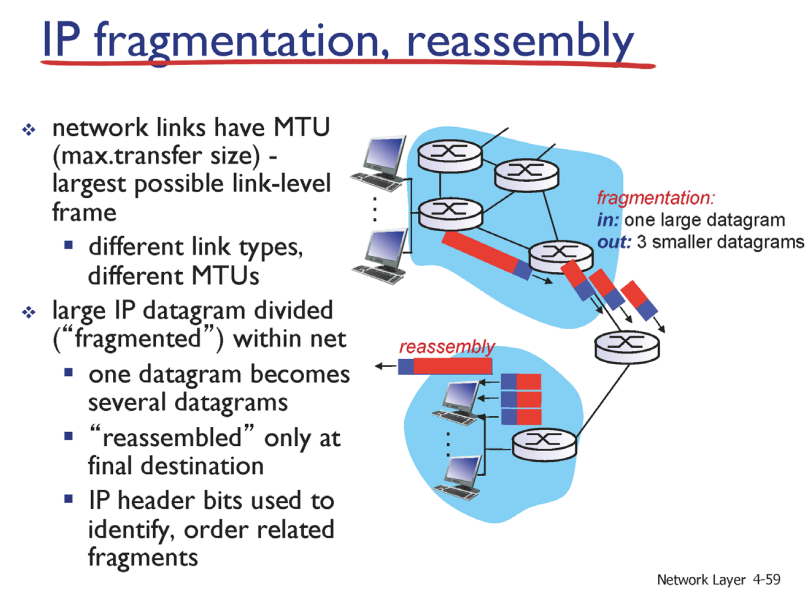 IP fragmentation, reassembly
❖ network links have MTU
(max.transfer size) -
largest possible link-level
frame
▪ different link types,
different MTUs
❖ large IP datagram divided
(“fragmented”) within net
▪ one datagram becomes
several datagrams
▪ “reassembled” only at
final destination
▪ IP header bits used to
identify, order related
fragments
fragmentation:
in: one large datagram
out: 3 smaller datagrams
reassembly
Network Layer 4-59